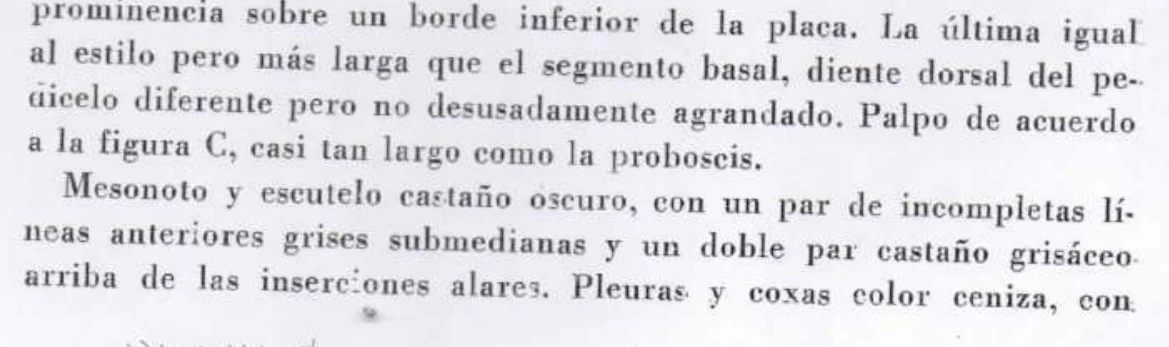 prominencia sobre un borde inferior de la placa. La última igual
al estilo pero más larga que el segmento basal, diente dorsal del pe-
dicelo diferente pero no desusadamente agrandado. Palpo de acuerdo
a la figura C, casi tan largo como la proboscis.
Mesonoto y escutelo castaño oscuro, con un par de incompletas lí-
neas anteriores grises submedianas y un doble par castaño grisáceo
arriba de las inserciones alares. Pleuras y coxas color ceniza, con